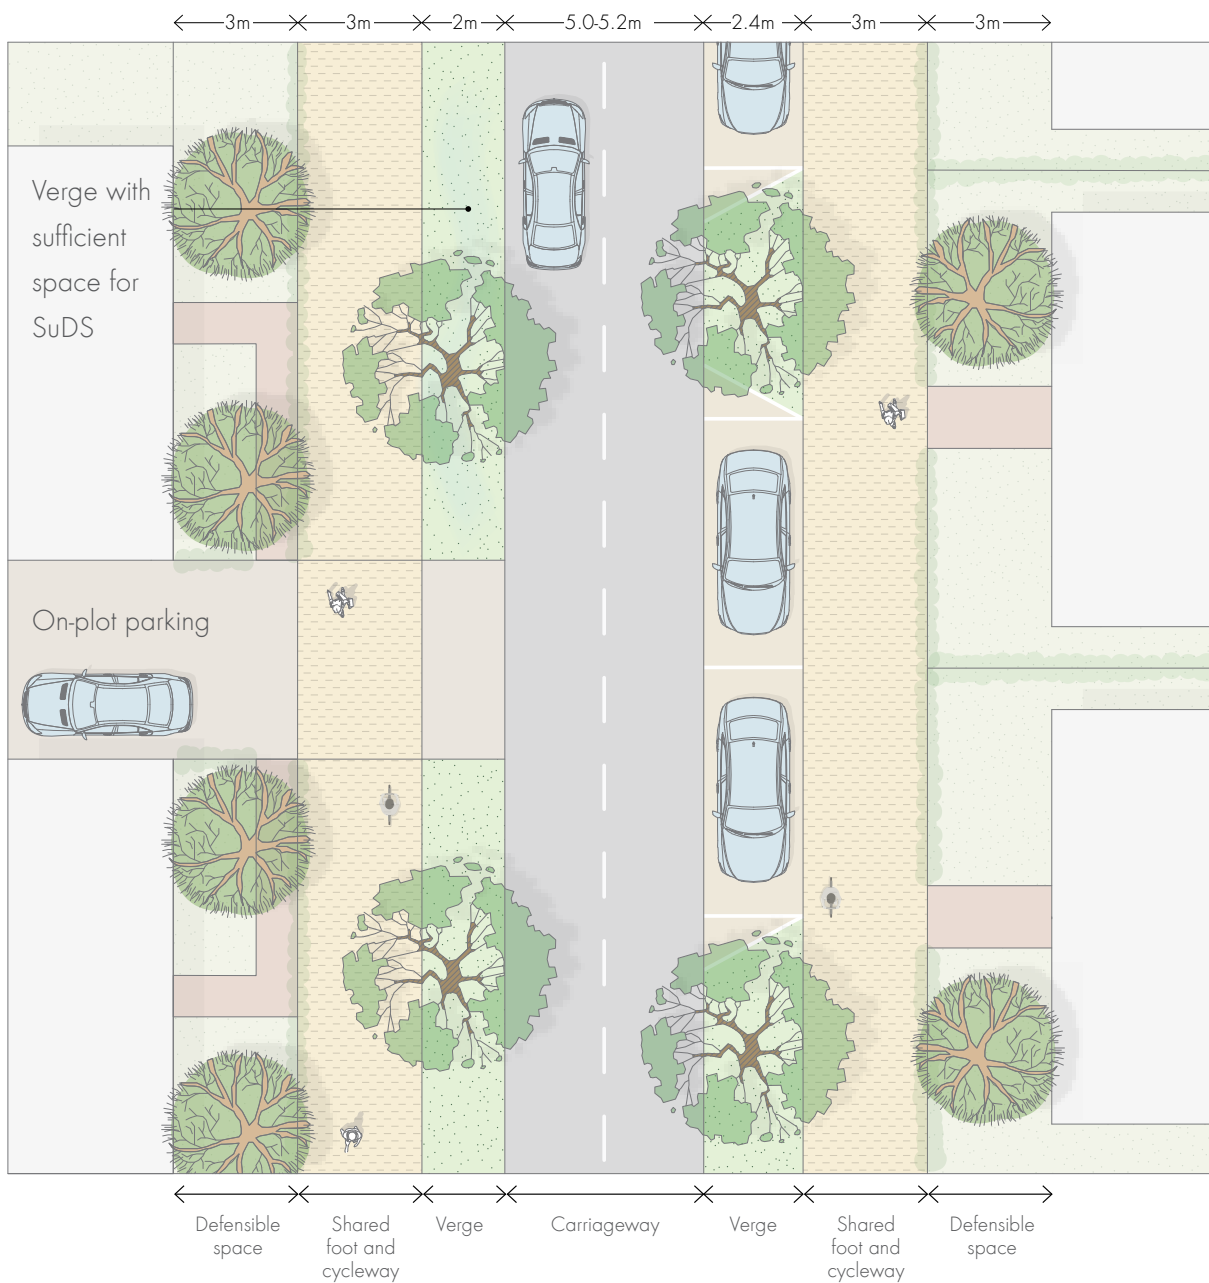 3m 3m 2m 5.0-5.2m 2.4m 3m 3m
Verge with
sufficient
space for
SuDS
On-plot parking
Defensible
space
Shared
foot and
cycleway
Verge
Carriageway
Verge
Shared
foot and
cycleway
Defensible
space